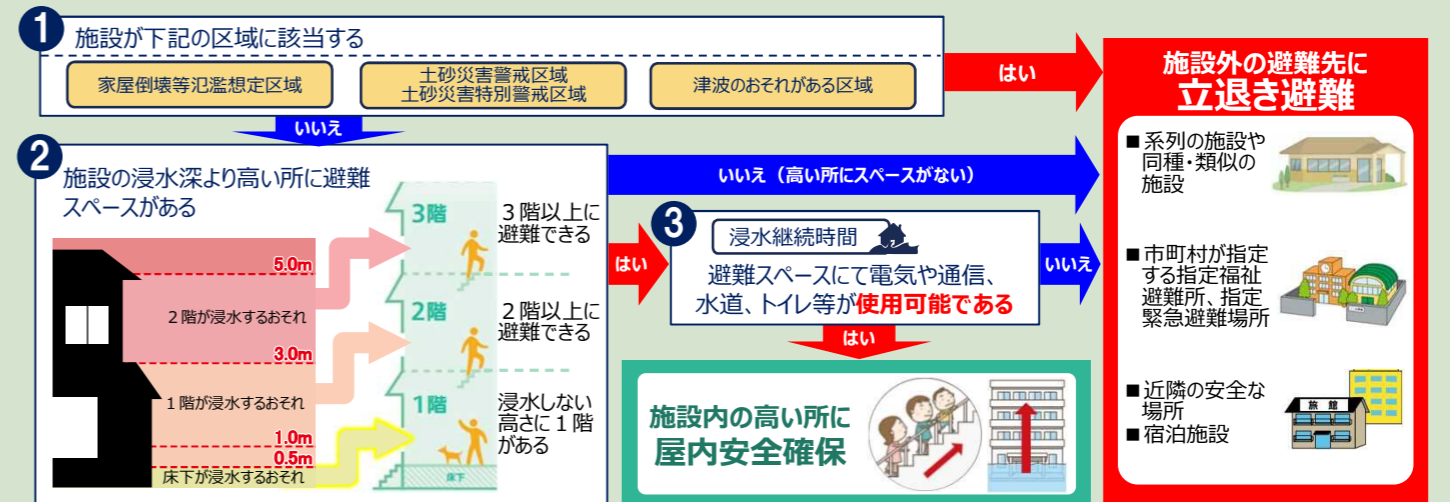 1
施設が下記の区域に該当する
家屋倒壊等氾濫想定区域
土砂災害警戒区域
土砂災害特別警戒区域
津波のおそれがある区域
はい
いいえ
2
施設の浸水深より高い所に避難
スペースがある
5.0m
２階が浸水するおそれ
3.0m
１階が浸水するおそれ
1.0m
0.5m
床下が浸水するおそれ
3階
３階以上に
避難できる
2階
２階以上に
避難できる
1階
浸水しない
高さに１階
がある
床下
いいえ（高い所にスペースがない）
はい
3
浸水継続時間
避難スペースにて電気や通信、
水道、トイレ等が使用可能である
いいえ
はい
施設内の高い所に
屋内安全確保
施設外の避難先に
立退き避難
■系列の施設や
同種・類似の
施設
■市町村が指定
する指定福祉
避難所、指定
緊急避難場所
■近隣の安全な
場所
■宿泊施設
旅館